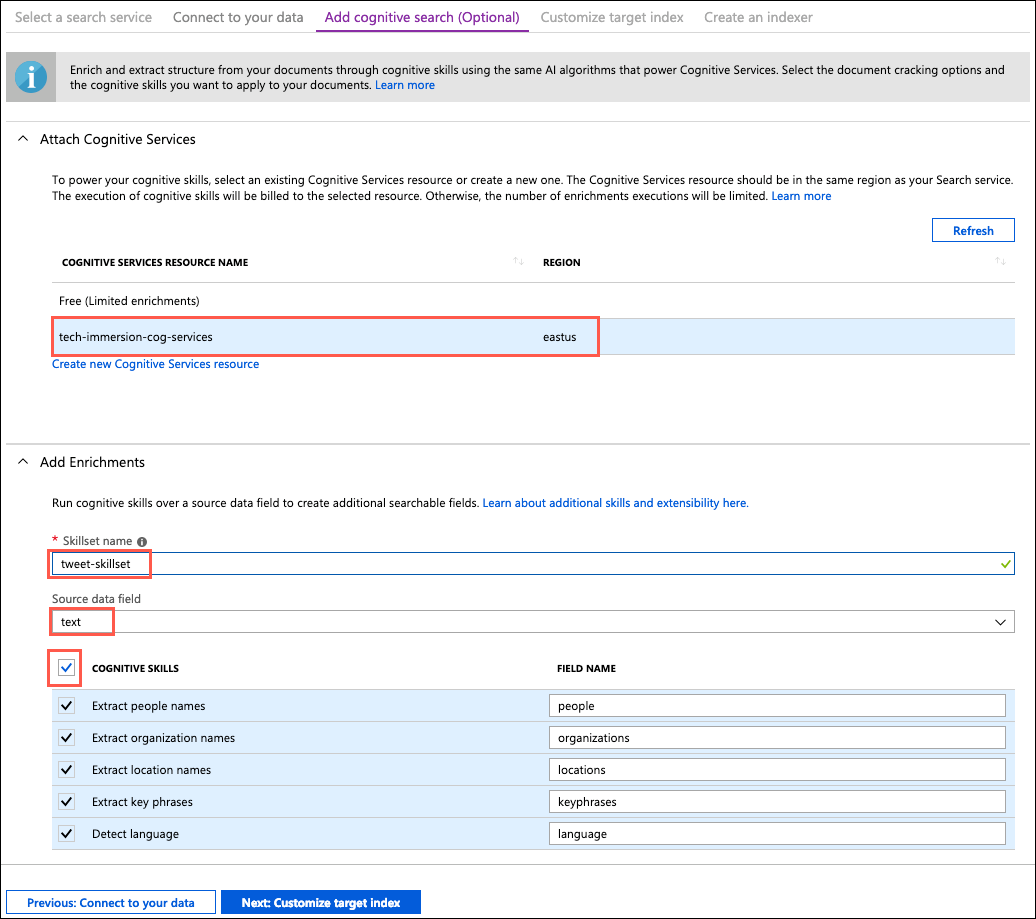 Select a search service Connect to your data Add cognitive search (Optional) Customize target index Create an indexer
Enrich and extract structure from your documents through cognitive skills using the same AI algorithms that power Cognitive Services. Select the document cracking options and
the cognitive skills you want to apply to your documents. Learn more
Attach Cognitive Services
To power your cognitive skills, select an existing Cognitive Services resource or create a new one. The Cognitive Services resource should be in the same region as your Search service.
The execution of cognitive skills will be billed to the selected resource. Otherwise, the number of enrichments executions will be limited. Learn more
Refresh
COGNITIVE SERVICES RESOURCE NAME REGION
Free (Limited enrichments)
tech-immersion-cog-services eastus
Create new Cognitive Services resource
Add Enrichments
Run cognitive skills over a source data field to create additional searchable fields. Learn about additional skills and extensibility here.
* Skillset name
tweet-skillset
Source data field
text
COGNITIVE SKILLS FIELD NAME
Extract people names people
Extract organization names organizations
Extract location names locations
Extract key phrases keyphrases
Detect language language
Previous: Connect to your data Next: Customize target index